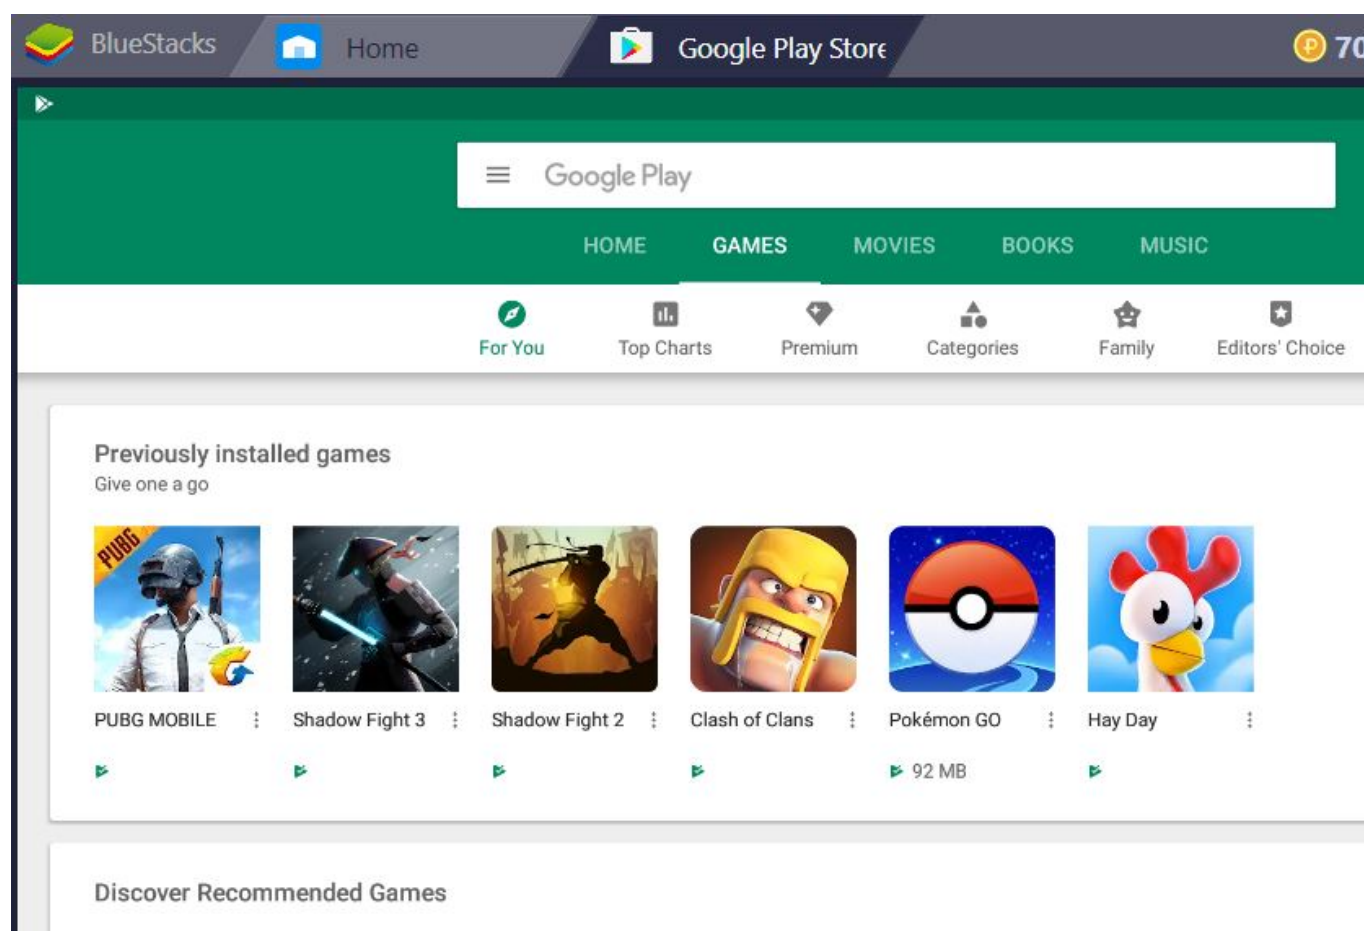 BlueStacks Home Google Play Store 70
Google Play
HOME GAMES MOVIES BOOKS MUSIC
For You Top Charts Premium Categories Family Editors' Choice
Previously installed games
Give one a go
PUBG
PUBG MOBILE Shadow Fight 3 Shadow Fight 2 Clash of Clans Pokémon GO Hay Day
92 MB
Discover Recommended Games